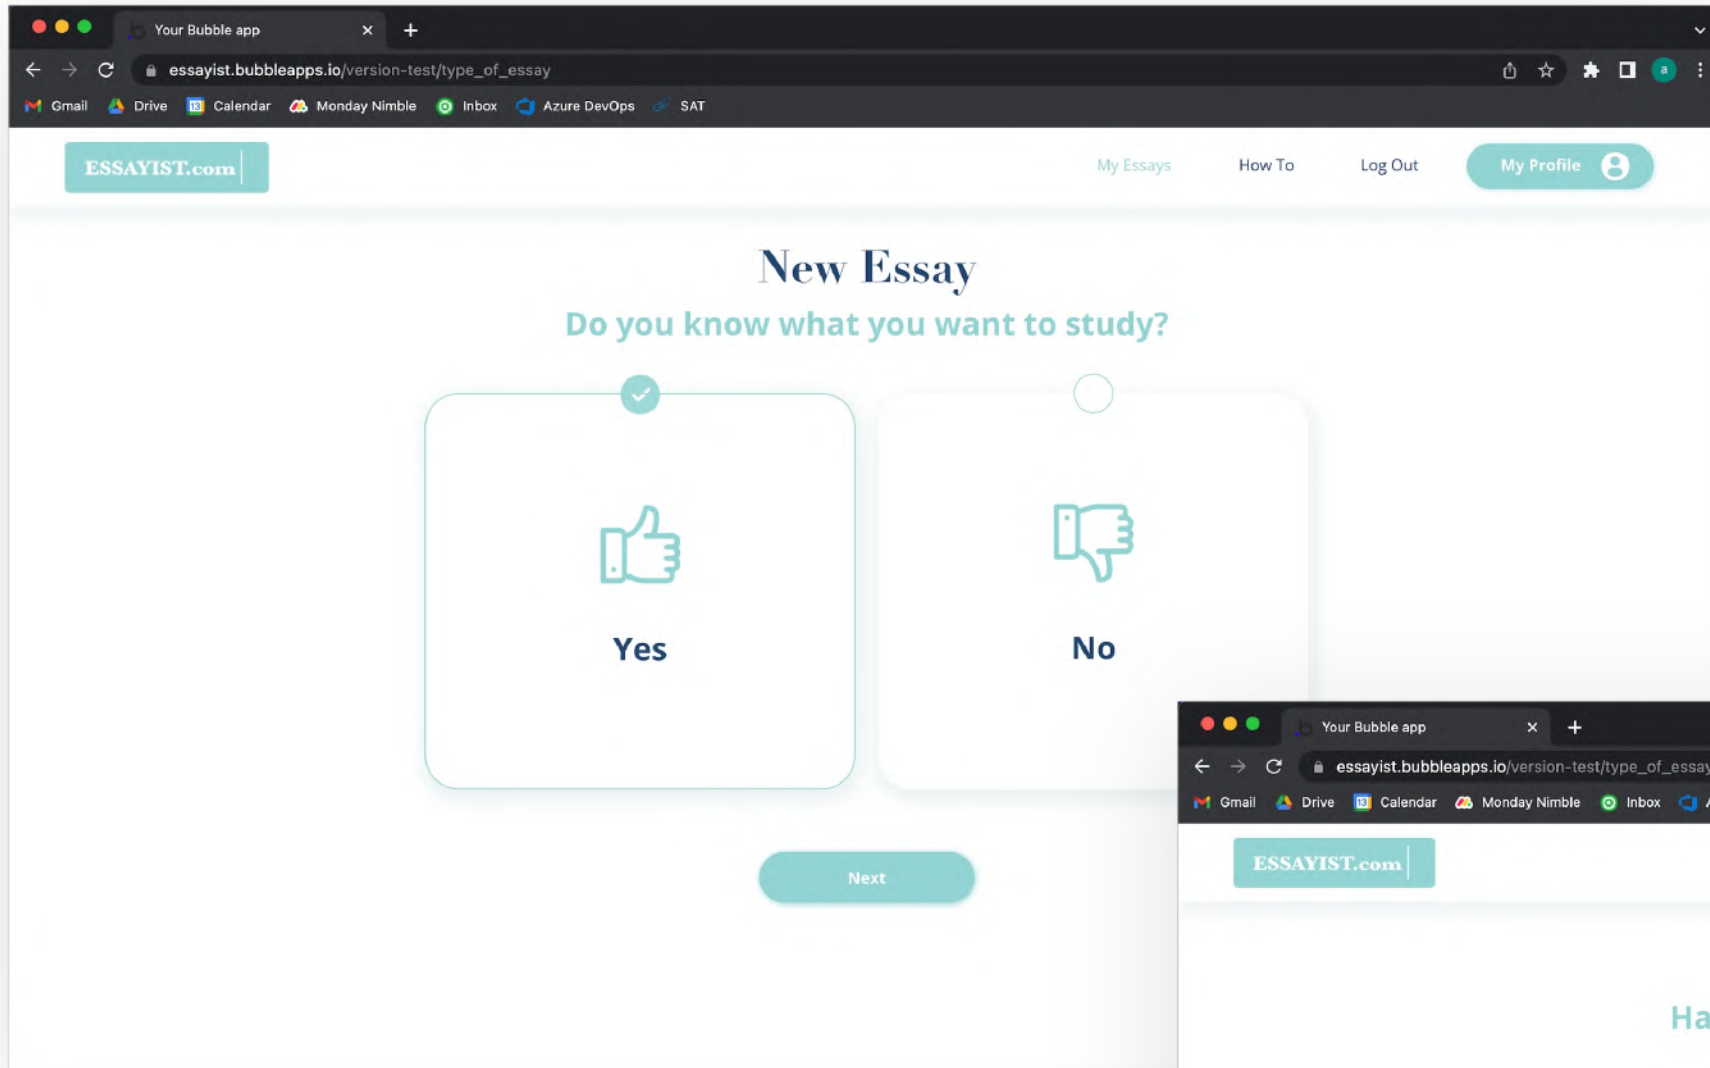 Your Bubble app
essayist.bubbleapps.io/version-test/type_of_essay
a
Gmail Drive 13 Calendar Monday Nimble Inbox Azure DevOps SAT
ESSAYIST.com
My Essays How To Log Out My Profile
New Essay
Do you know what you want to study?
Yes No
Next
Your Bubble app
essayist.bubbleapps.io/version-test/type_of_essay
Gmail Drive 13 Calendar Monday Nimble Inbox A
ESSAYIST.com
Ha